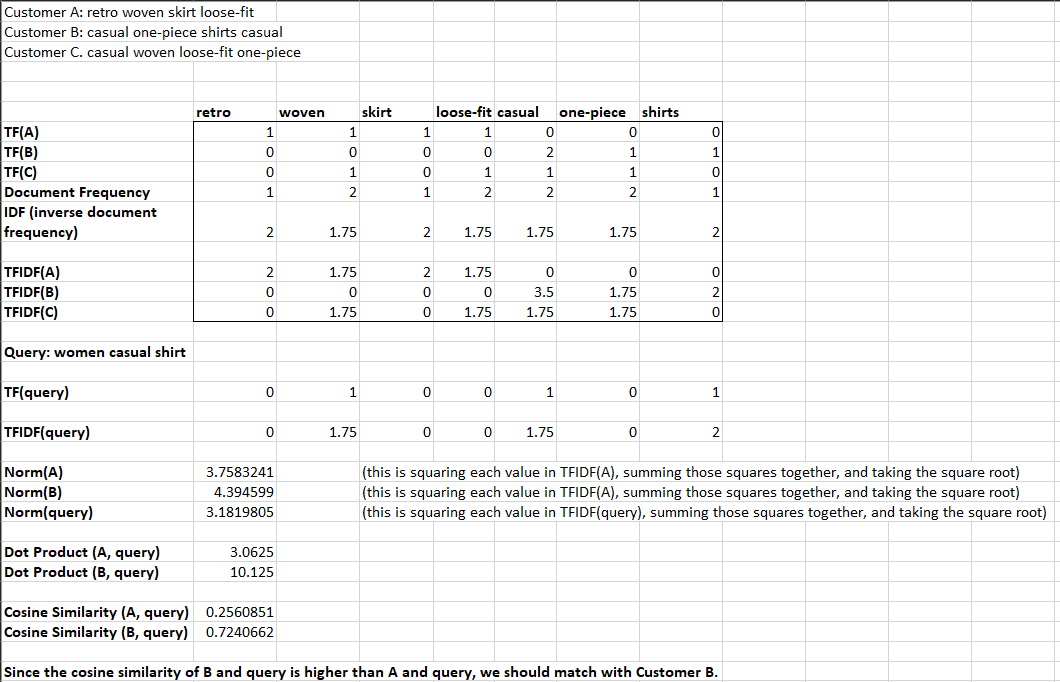 Customer A: retro woven skirt loose-fit
Customer B: casual one-piece shirts casual
Customer C. casual woven loose-fit one-piece
retro woven skirt loose-fit casual one-piece shirts
TF(A) 1 1 1 1 0 0 0
TF(B) 0 0 0 0 2 1 1
TF(C) 0 1 0 1 1 1 0
Document Frequency 1 2 1 2 2 2 1
IDF (inverse document
frequency) 2 1.75 2 1.75 1.75 1.75 2
TFIDF(A) 2 1.75 2 1.75 0 0 0
TFIDF(B) 0 0 0 0 3.5 1.75 2
TFIDF(C) 0 1.75 0 1.75 1.75 1.75 0
Query: women casual shirt
TF(query) 0 1 0 0 1 0 1
TFIDF(query) 0 1.75 0 0 1.75 0 2
Norm(A) 3.7583241 (this is squaring each value in TFIDF(A), summing those squares together, and taking the square root)
Norm(B) 4.394599 (this is squaring each value in TFIDF(A), summing those squares together, and taking the square root)
Norm(query) 3.1819805 (this is squaring each value in TFIDF(query), summing those squares together, and taking the square root)
Dot Product (A, query) 3.0625
Dot Product (B, query) 10.125
Cosine Similarity (A, query) 0.2560851
Cosine Similarity (B, query) 0.7240662
Since the cosine similarity of B and query is higher than A and query, we should match with Customer B.